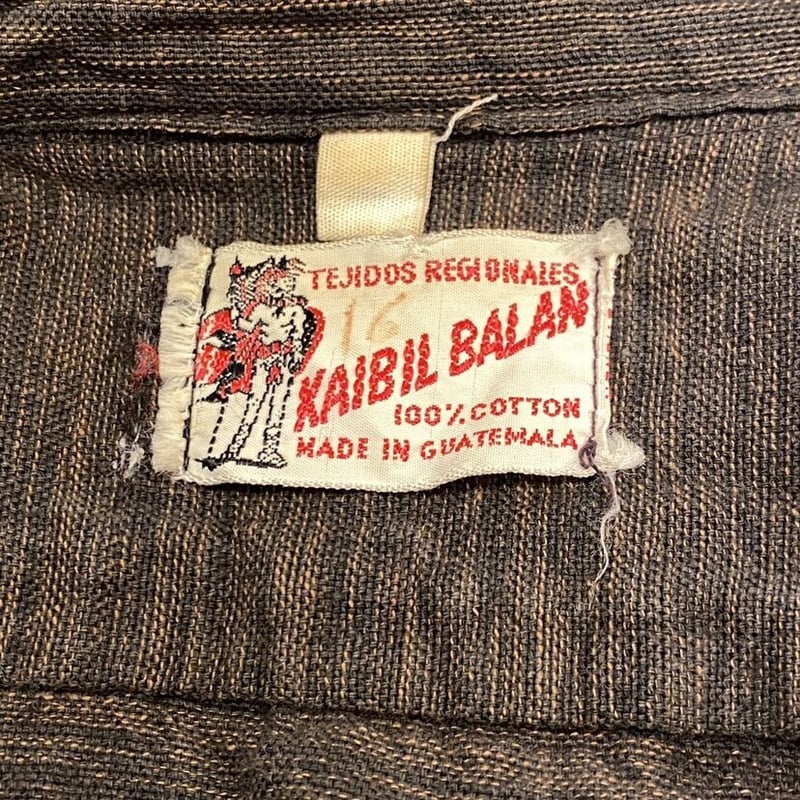 TEJIDOS REGIONALES
16
KAIBIL BALAN
100% COTTON
MADE IN GUATEMALA